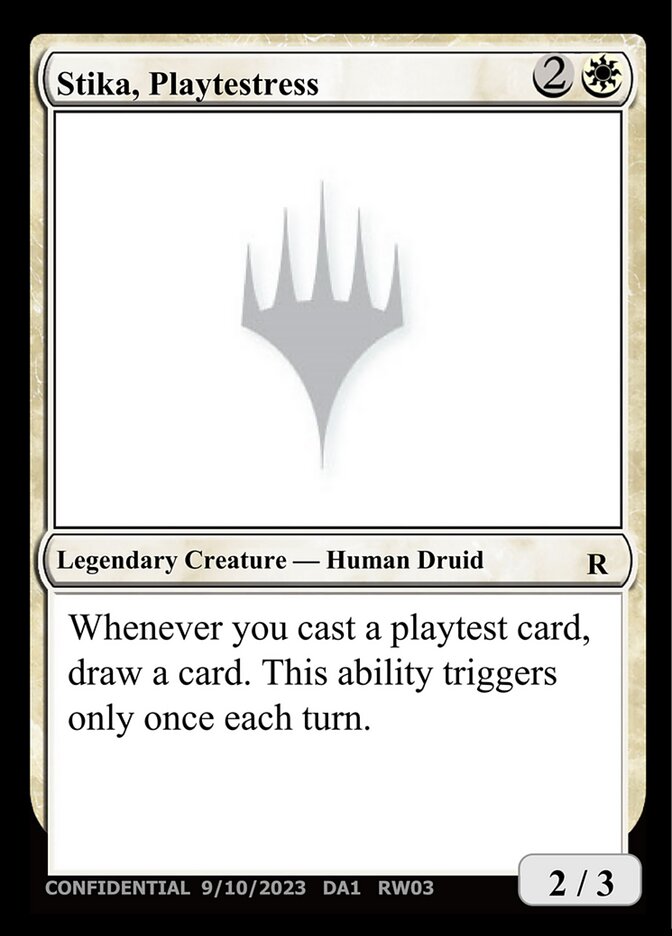 Stika, Playtestress 2
Legendary Creature — Human Druid R
Whenever you cast a playtest card,
draw a card. This ability triggers
only once each turn.
CONFIDENTIAL 9/10/2023 DA1 RW03
2 / 3